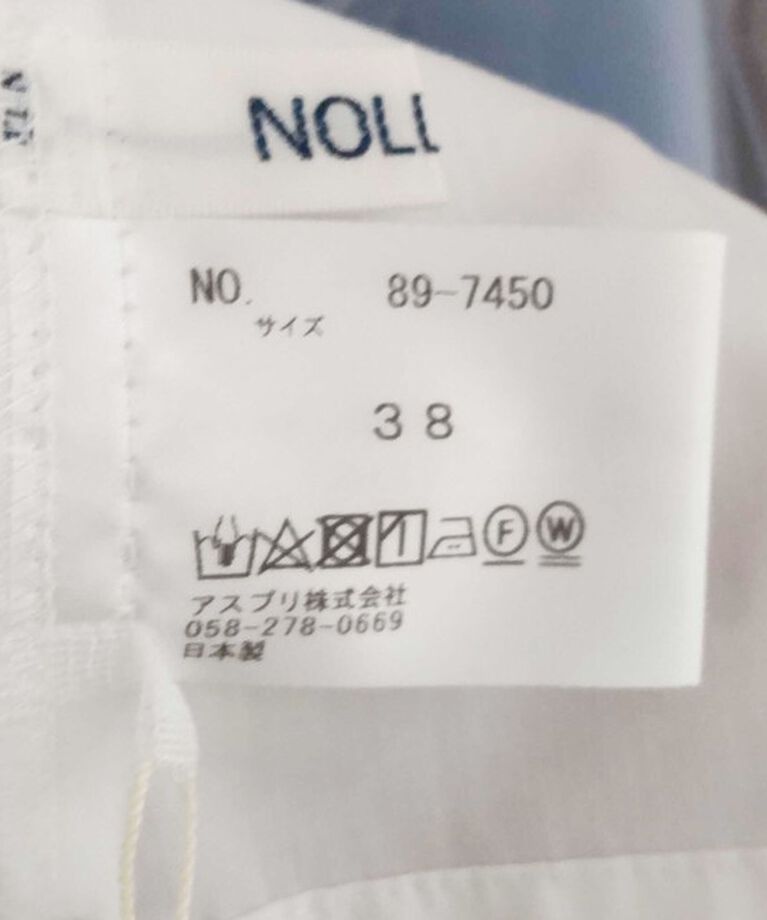 NOLL
NO. 89-7450
サイズ
38
F W
アスプリ株式会社
058-278-0669
日本製